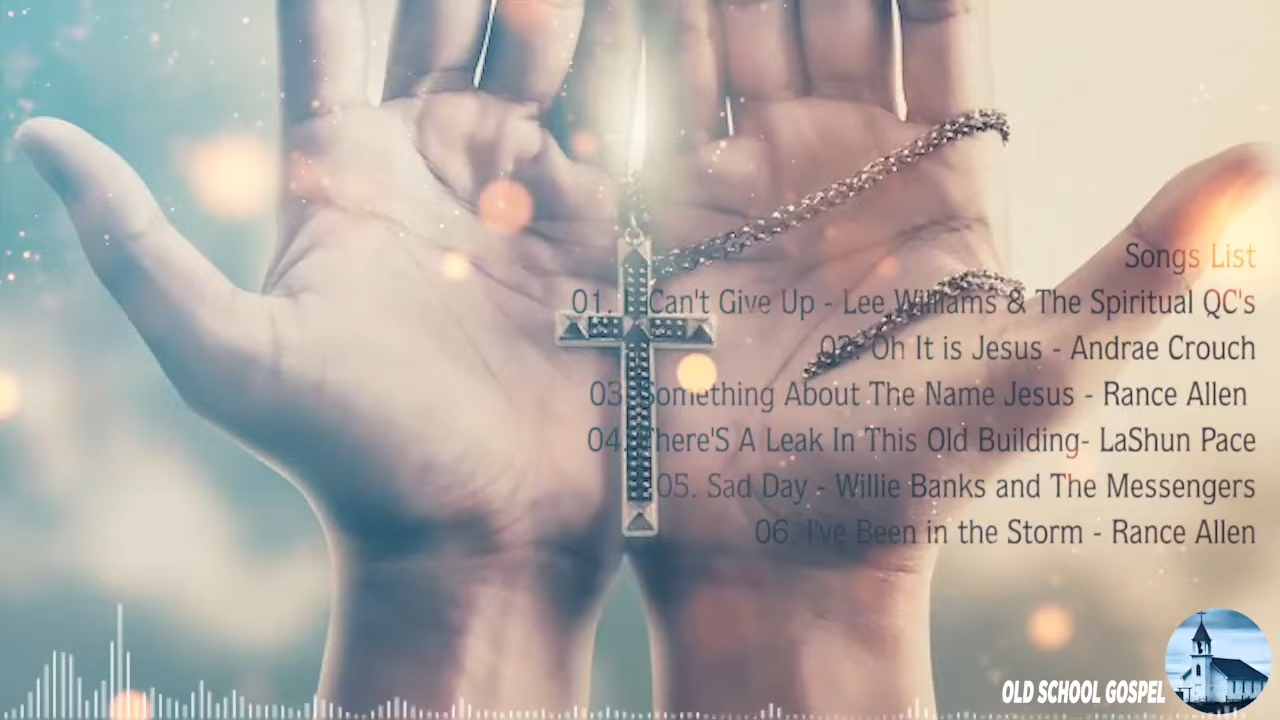 Songs List
01. I Can't Give Up - Lee Williams & The Spiritual QC's
02. Oh It is Jesus - Andrae Crouch
03. Something About The Name Jesus - Rance Allen
04. There'S A Leak In This Old Building- LaShun Pace
05. Sad Day - Willie Banks and The Messengers
06. I've Been in the Storm - Rance Allen
OLD SCHOOL GOSPEL